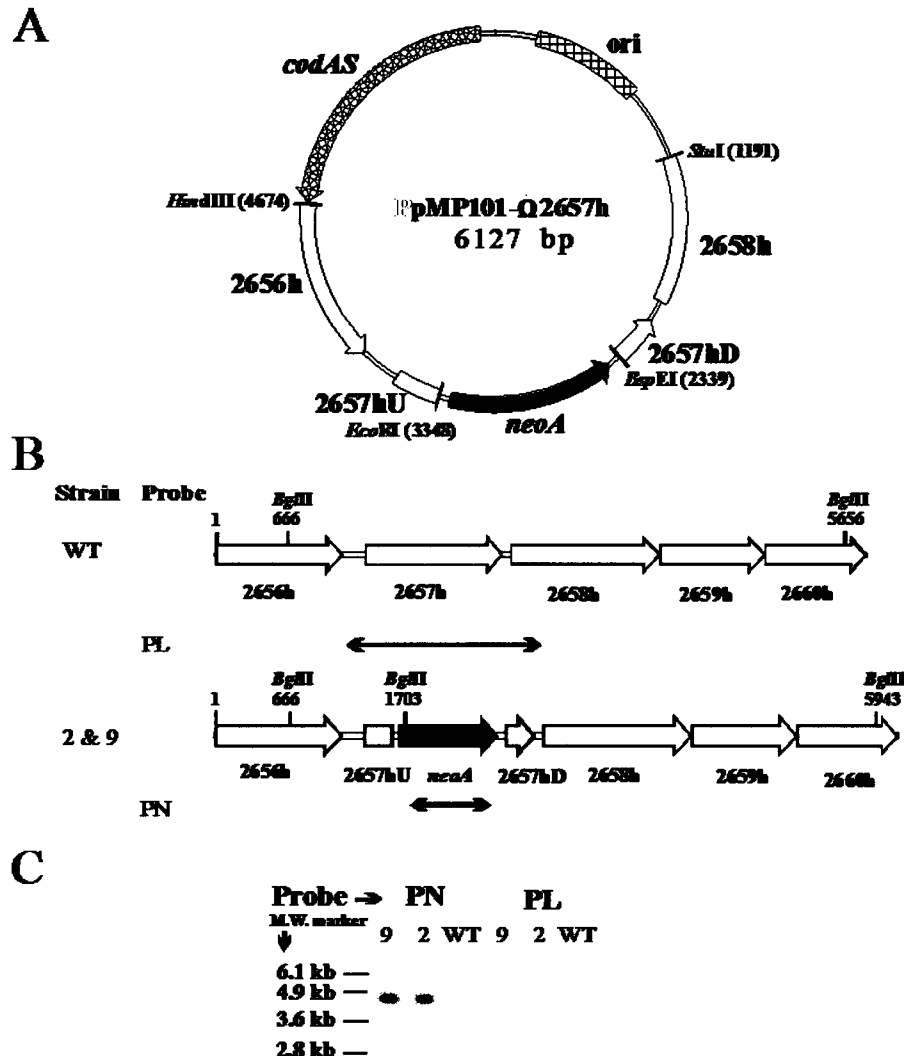 A
codAS
ori
StuI (1191)
HindIII (4674)
pMP101-Ω2657h
6127 bp
2658h
2656h
2657hD
BspEI (2339)
2657hU
EcoRI (3348)
neoA
B
Strain Probe
BglII BglII
1 666 5656
WT
2656h 2657h 2658h 2659h 2660h
PL
BglII BglII BglII
1 666 1703 5943
2 & 9
2656h 2657hU neoA 2657hD 2658h 2659h 2660h
PN
C
Probe → PN PL
M.W. marker
9 2 WT 9 2 WT
6.1 kb
4.9 kb
3.6 kb
2.8 kb